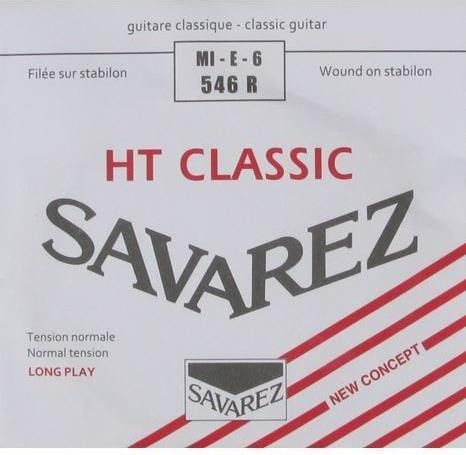 guitare classique - classic guitar
MI - E - 6
546 R
Filée sur stabilon
Wound on stabilon
HT CLASSIC
SAVAREZ
Tension normale
Normal tension
LONG PLAY
NEW CONCEPT
SAVAREZ